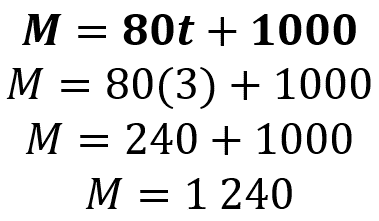 M = 80t + 1000
M = 80(3) + 1000
M = 240 + 1000
M = 1 240